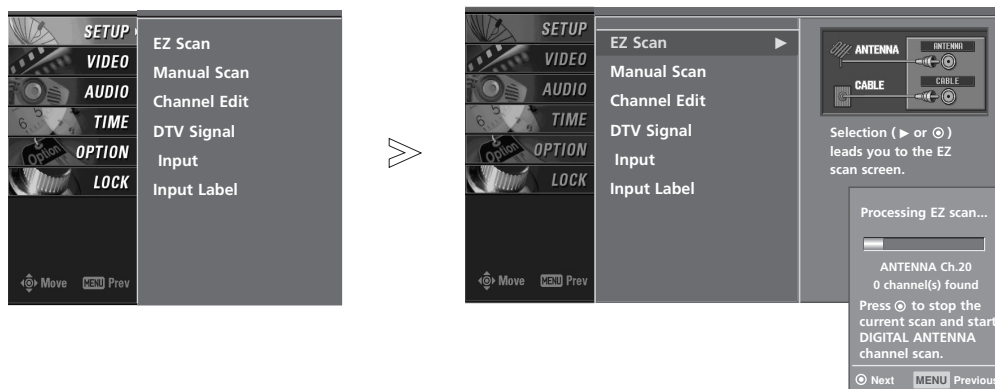 SETUP
VIDEO
AUDIO
TIME
OPTION
LOCK
Move MENU Prev
EZ Scan
Manual Scan
Channel Edit
DTV Signal
Input
Input Label
SETUP
VIDEO
AUDIO
TIME
OPTION
LOCK
Move MENU Prev
EZ Scan ▶
Manual Scan
Channel Edit
DTV Signal
Input
Input Label
ANTENNA ANTENNA
CABLE CABLE
Selection ( ▶ or ⊙ )
leads you to the EZ
scan screen.
Processing EZ scan...
ANTENNA Ch.20
0 channel(s) found
Press ⊙ to stop the
current scan and start
DIGITAL ANTENNA
channel scan.
⊙ Next MENU Previous